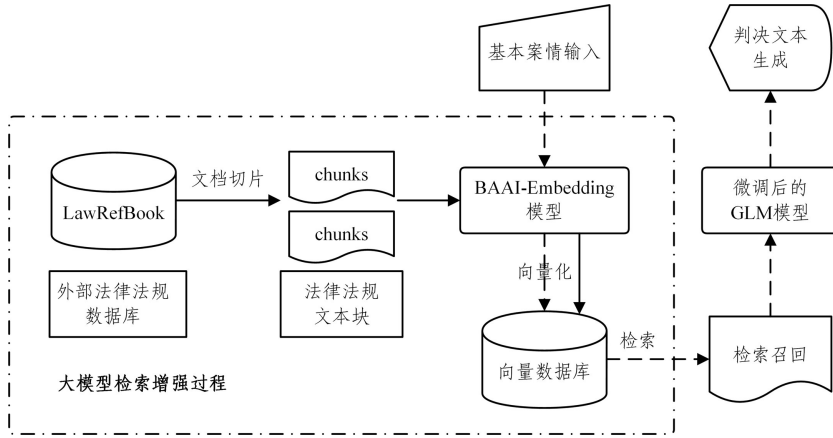 基本案情输入
判决文本
生成
LawRefBook
文档切片
chunks
chunks
BAAI-Embedding
模型
微调后的
GLM模型
外部法律法规
数据库
法律法规
文本块
向量化
向量数据库
检索
检索召回
大模型检索增强过程